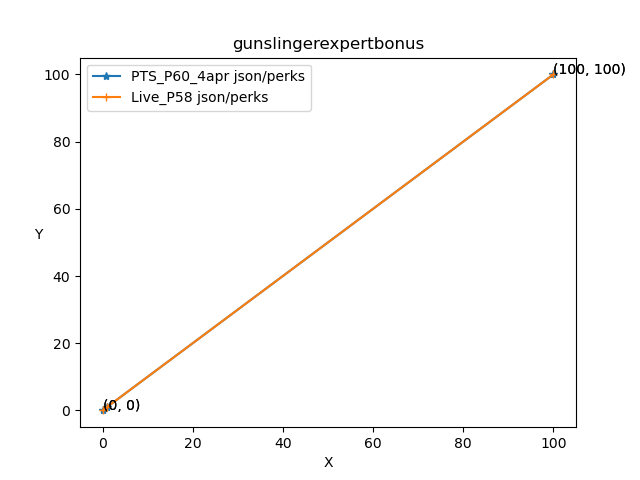 gunslingerexpertbonus
PTS_P60_4apr json/perks
Live_P58 json/perks
(100, 100)
100
80
60
Y
40
20
0
(0, 0)
0 20 40 60 80 100
X